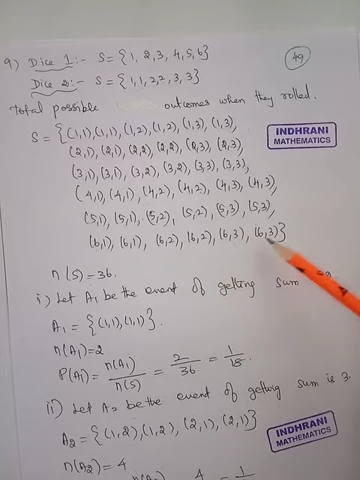 9) Dice 1:- S = {1, 2, 3, 4, 5, 6}
49
Dice 2:- S = {1, 1, 2, 2, 3, 3}
Total possible outcomes when they rolled.
S = {(1,1), (1,1), (1,2), (1,2), (1,3), (1,3),
INDHRANI
MATHEMATICS
(2,1), (2,1), (2,2), (2,2), (2,3), (2,3),
(3,1), (3,1), (3,2), (3,2), (3,3), (3,3),
(4,1), (4,1), (4,2), (4,2), (4,3), (4,3),
(5,1), (5,1), (5,2), (5,2), (5,3), (5,3),
(6,1), (6,1), (6,2), (6,2), (6,3), (6,3)}
n(S) = 36.
i) Let A1 be the event of getting sum
A1 = {(1,1), (1,1)}.
n(A1) = 2
P(A1) = n(A1)/n(S) = 2/36 = 1/18.
ii) Let A2 be the event of getting sum is 3.
A2 = {(1,2), (1,2), (2,1), (2,1)}
INDHRANI
MATHEMATICS
n(A2) = 4
n(A2) 4 1